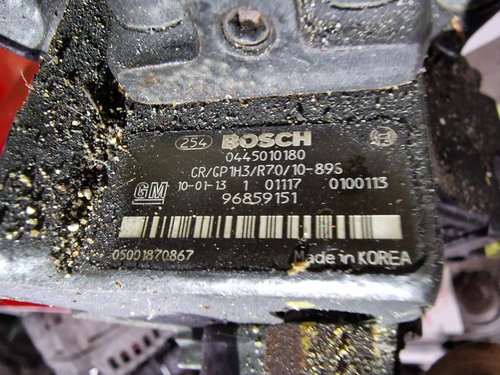 254 BOSCH
0445010180
CR/CP1H3/R70/10-89S
GM 10-01-13 1 01117 0100113
96859151
05001870867 Made in KOREA